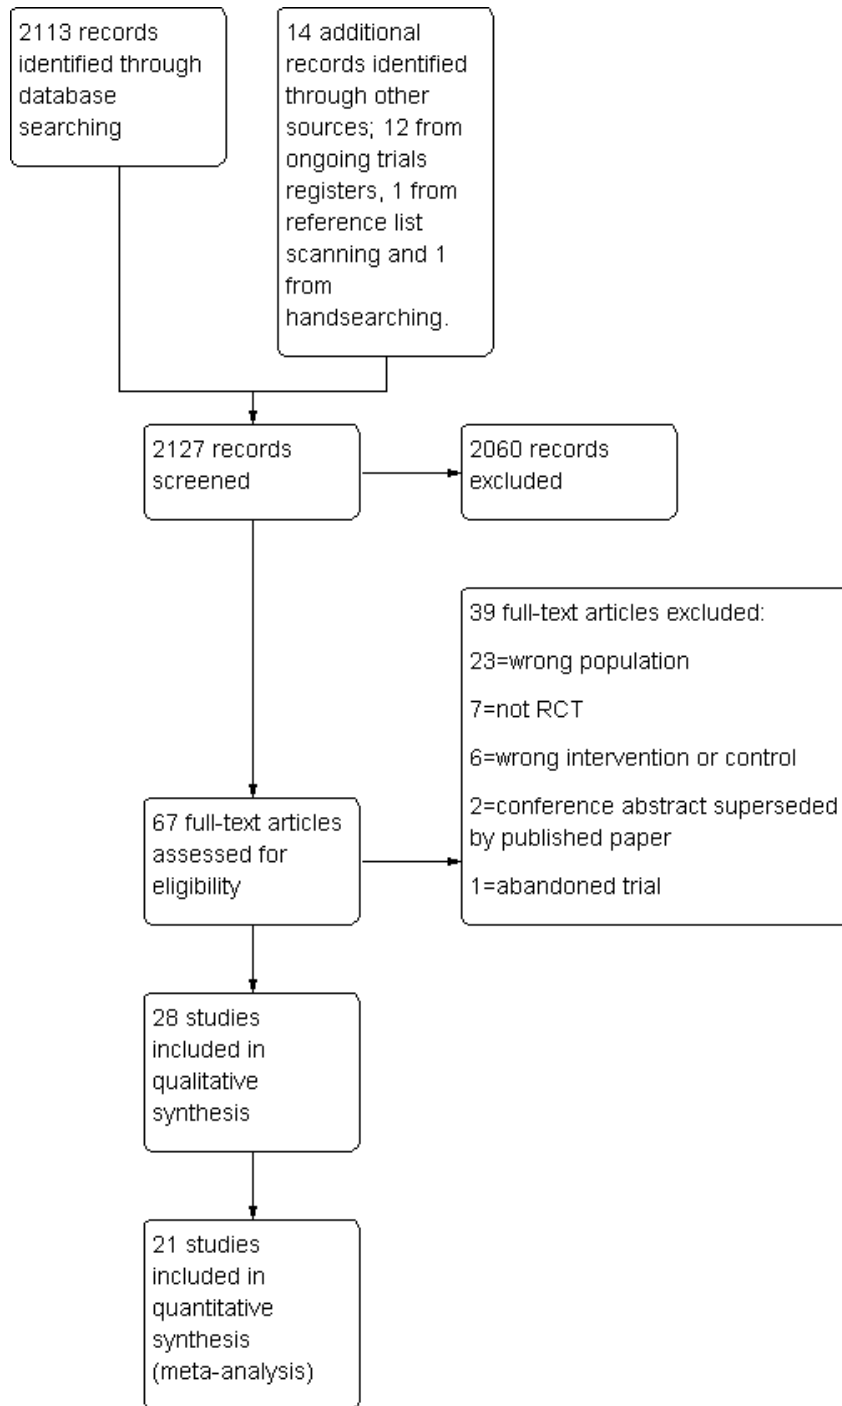 2113 records
identified through
database
searching
14 additional
records identified
through other
sources; 12 from
ongoing trials
registers, 1 from
reference list
scanning and 1
from
handsearching.
2127 records
screened
2060 records
excluded
39 full-text articles excluded:
23=wrong population
7=not RCT
6=wrong intervention or control
2=conference abstract superseded
by published paper
1=abandoned trial
67 full-text articles
assessed for
eligibility
28 studies
included in
qualitative
synthesis
21 studies
included in
quantitative
synthesis
(meta-analysis)